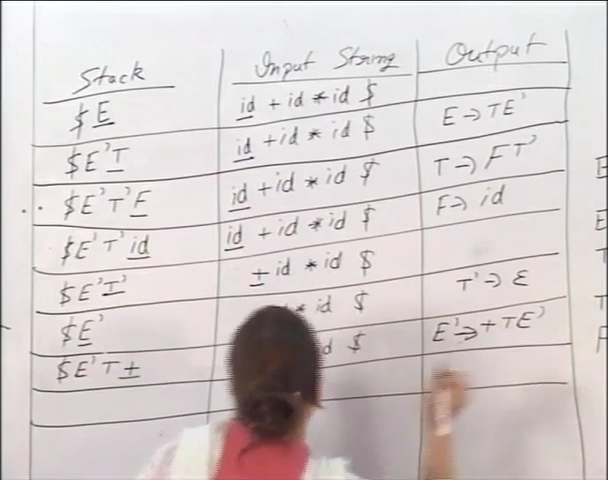 Stack Input String Output
$E id + id * id $
$E'T id + id * id $ E → TE'
$E'T'F id + id * id $ T → FT'
$E'T'id id + id * id $ F → id
$E'T' + id * id $
$E' * id $ T' → ε
$E'T+ d $ E' → +TE'